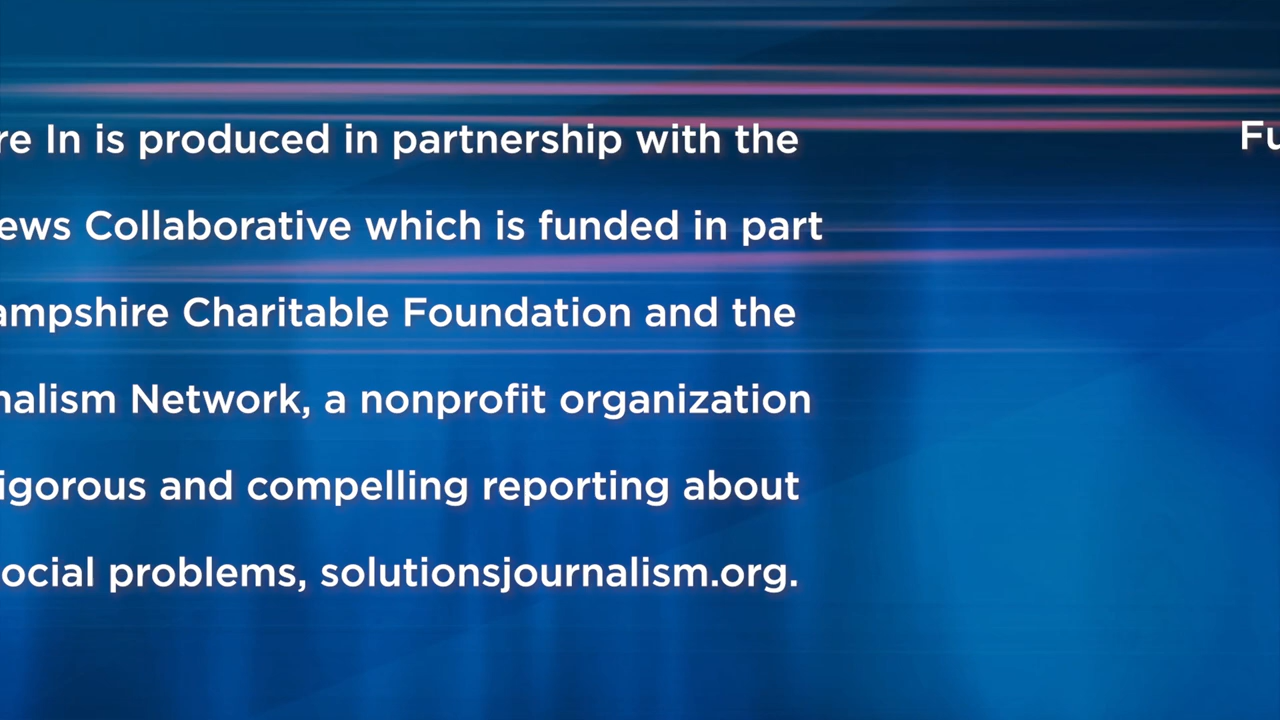 re In is produced in partnership with the
ews Collaborative which is funded in part
ampshire Charitable Foundation and the
nalism Network, a nonprofit organization
igorous and compelling reporting about
ocial problems, solutionsjournalism.org.
Fu